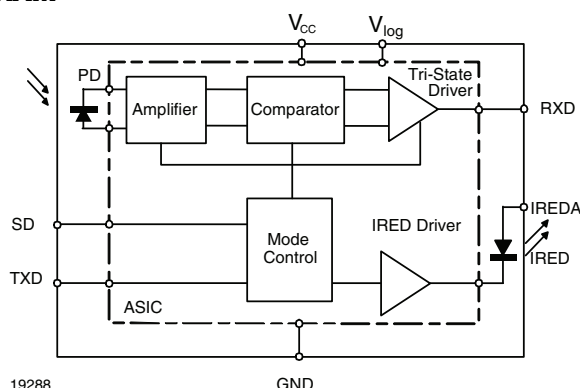 VCC
Vlog
PD
Tri-State
Driver
Amplifier
Comparator
RXD
IREDA
SD
IRED Driver
Mode
Control
IRED
TXD
ASIC
19288
GND